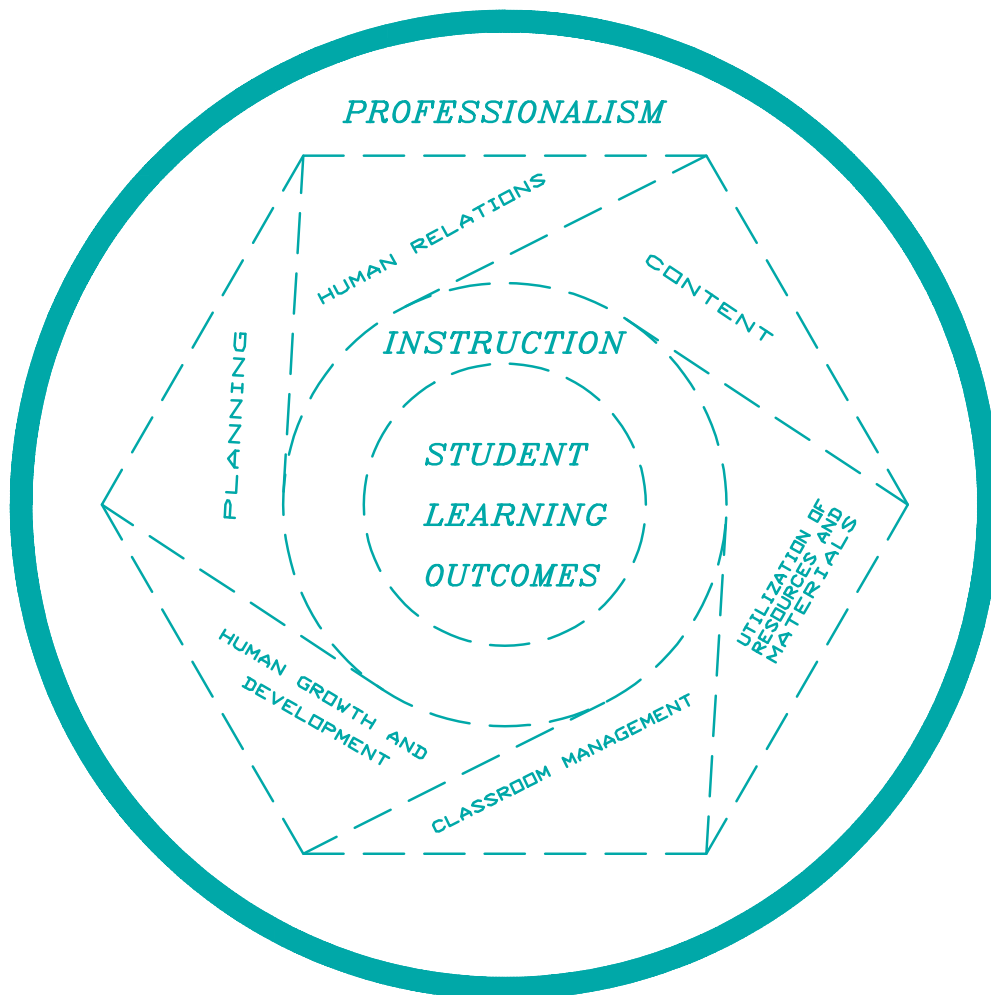 PROFESSIONALISM
HUMAN RELATIONS
CONTENT
PLANNING
INSTRUCTION
STUDENT
LEARNING
OUTCOMES
UTILIZATION OF
RESOURCES AND
MATERIALS
HUMAN GROWTH AND
DEVELOPMENT
CLASSROOM MANAGEMENT